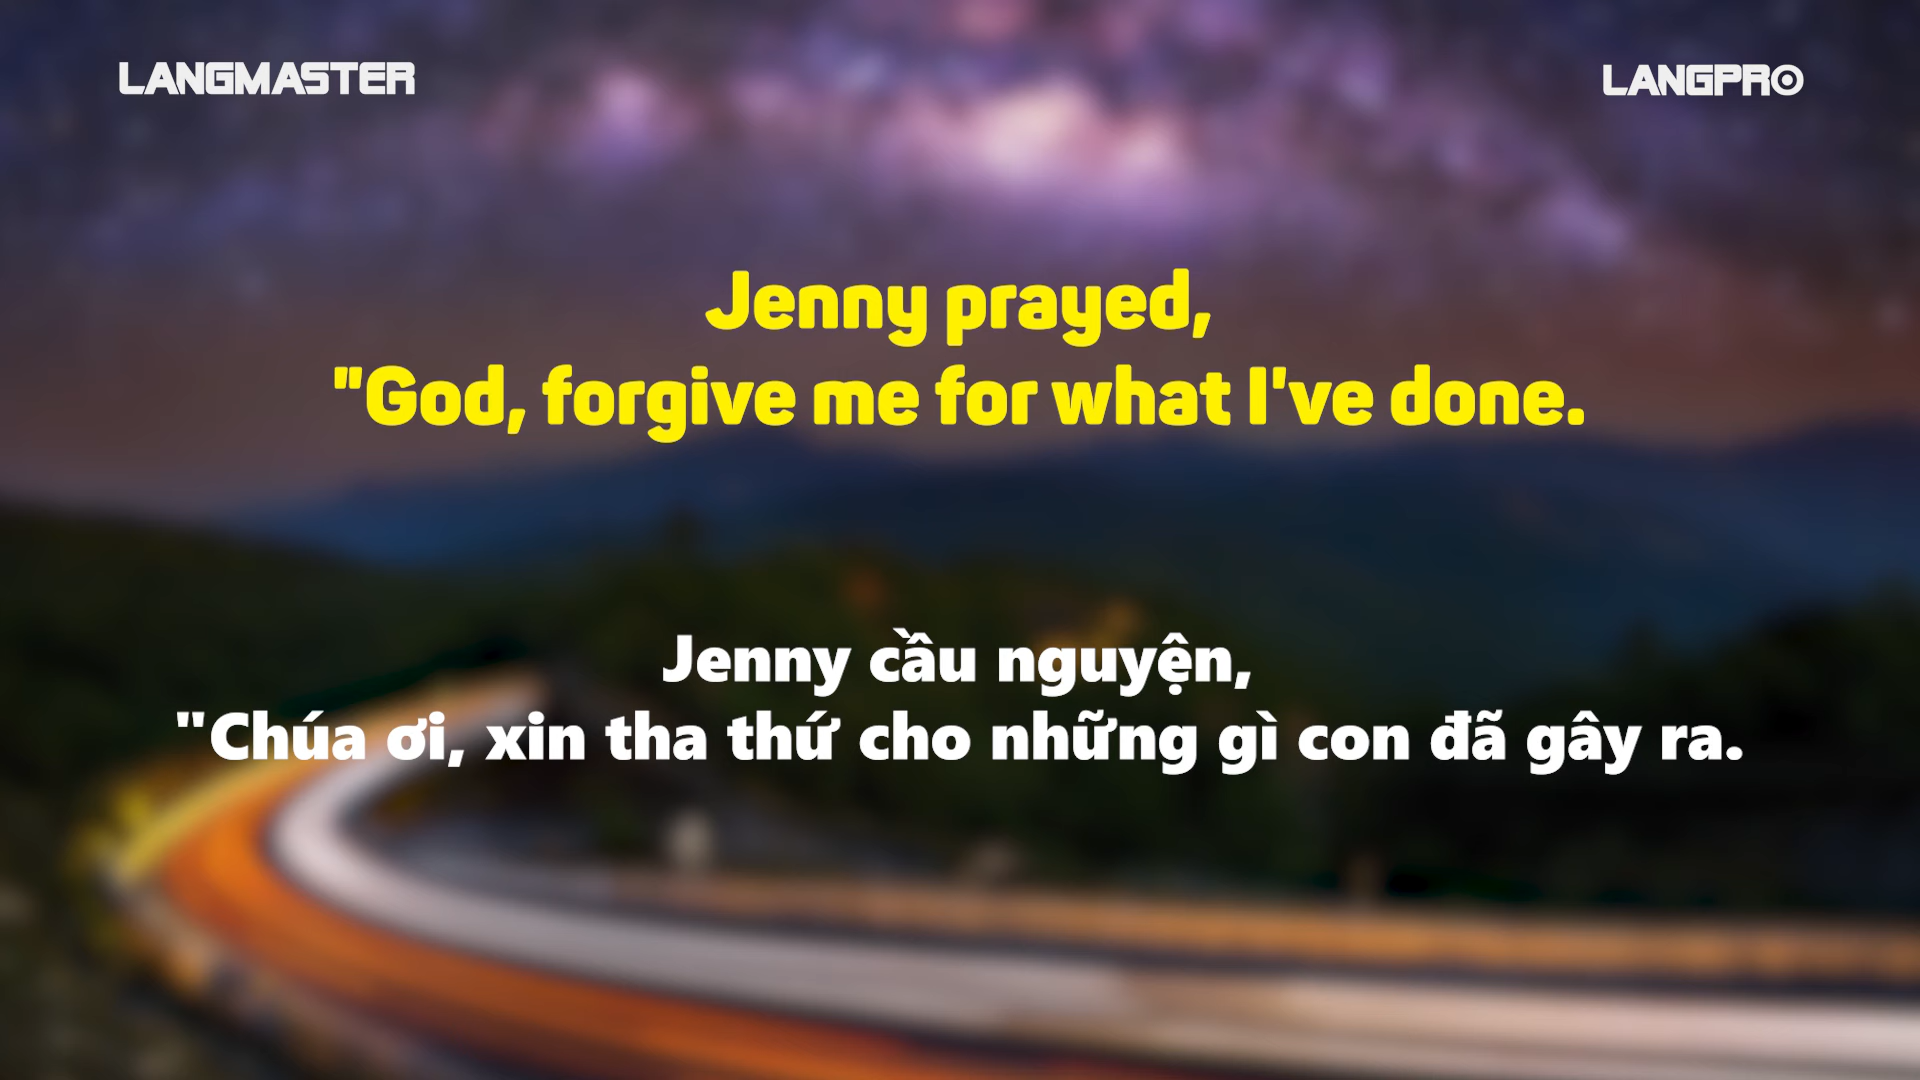 LANGMASTER
LANGPRO
Jenny prayed,
"God, forgive me for what I've done.
Jenny cầu nguyện,
"Chúa ơi, xin tha thứ cho những gì con đã gây ra.